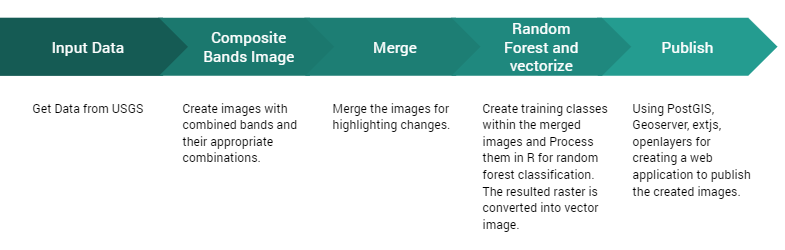 Input Data
Composite
Bands Image
Merge
Random
Forest and
vectorize
Publish
Get Data from USGS
Create images with
combined bands and
their appropriate
combinations.
Merge the images for
highlighting changes.
Create training classes
within the merged
images and Process
them in R for random
forest classification.
The resulted raster is
converted into vector
image.
Using PostGIS,
Geoserver, extjs,
openlayers for
creating a web
application to publish
the created images.